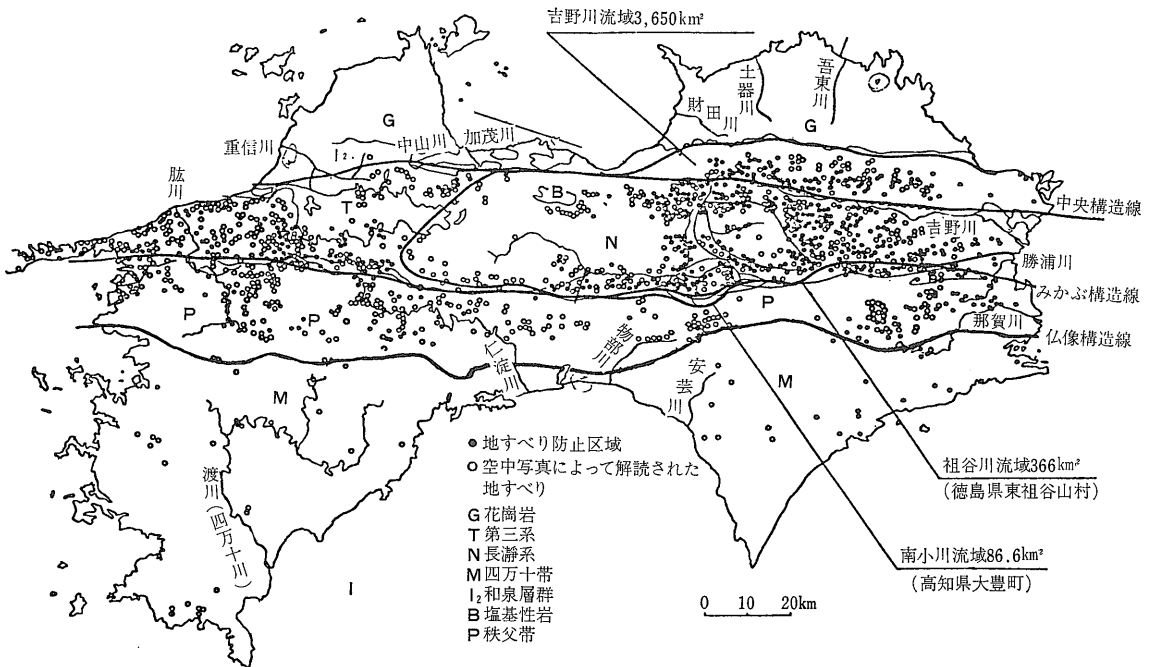 吉野川流域3,650km²
土器川
吾東川
財田川
G
G
中山川
加茂川
重信川
I₂.
肱川
B
T
中央構造線
吉野川
N
勝浦川
B
みかぶ構造線
P
P
P
那賀川
仏像構造線
物部川
仁淀川
安芸川
M
M
●地すべり防止区域
○空中写真によって解読された
地すべり
G 花崗岩
T 第三系
N 長瀞系
M 四万十帯
I₂ 和泉層群
B 塩基性岩
P 秩父帯
渡川(四万十川)
I
祖谷川流域366km²
(徳島県東祖谷山村)
南小川流域86.6km²
(高知県大豊町)
0 10 20km